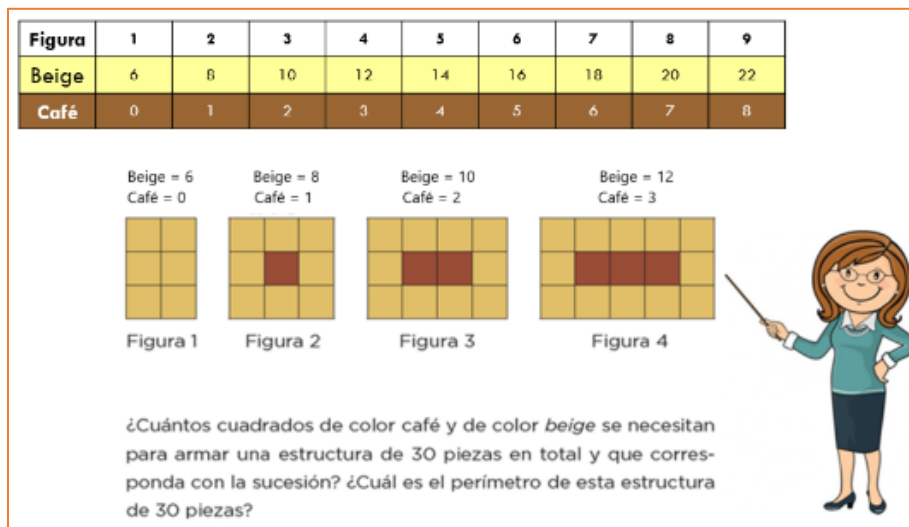 Figura 1 2 3 4 5 6 7 8 9
Beige 6 8 10 12 14 16 18 20 22
Café 0 1 2 3 4 5 6 7 8
Beige = 6 Beige = 8 Beige = 10 Beige = 12
Café = 0 Café = 1 Café = 2 Café = 3
Figura 1 Figura 2 Figura 3 Figura 4
¿Cuántos cuadrados de color café y de color beige se necesitan
para armar una estructura de 30 piezas en total y que corres-
ponda con la sucesión? ¿Cuál es el perímetro de esta estructura
de 30 piezas?